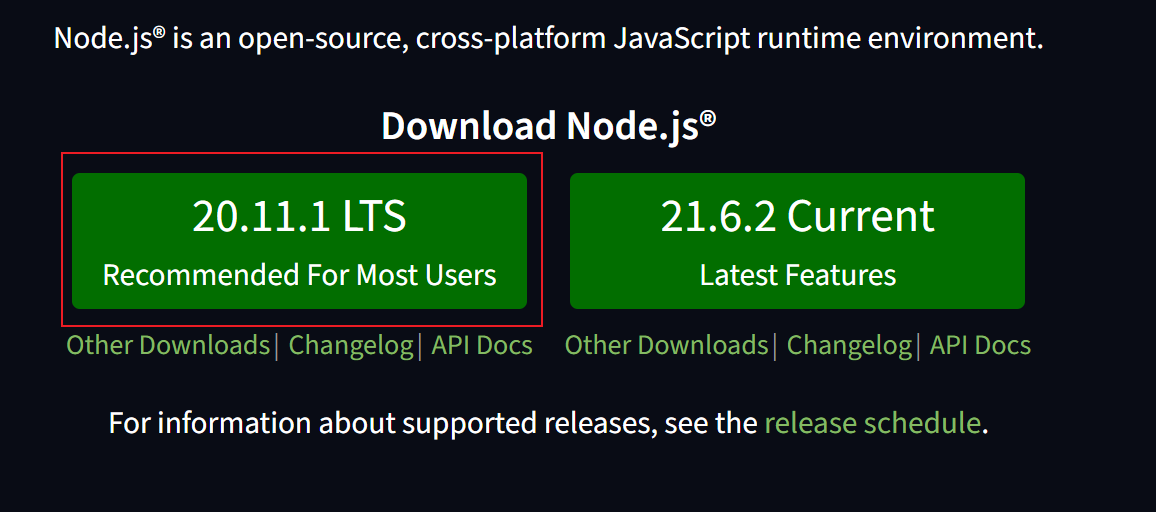 Node.js® is an open-source, cross-platform JavaScript runtime environment.
Download Node.js®
20.11.1 LTS
Recommended For Most Users
Other Downloads| Changelog| API Docs
21.6.2 Current
Latest Features
Other Downloads| Changelog| API Docs
For information about supported releases, see the release schedule.